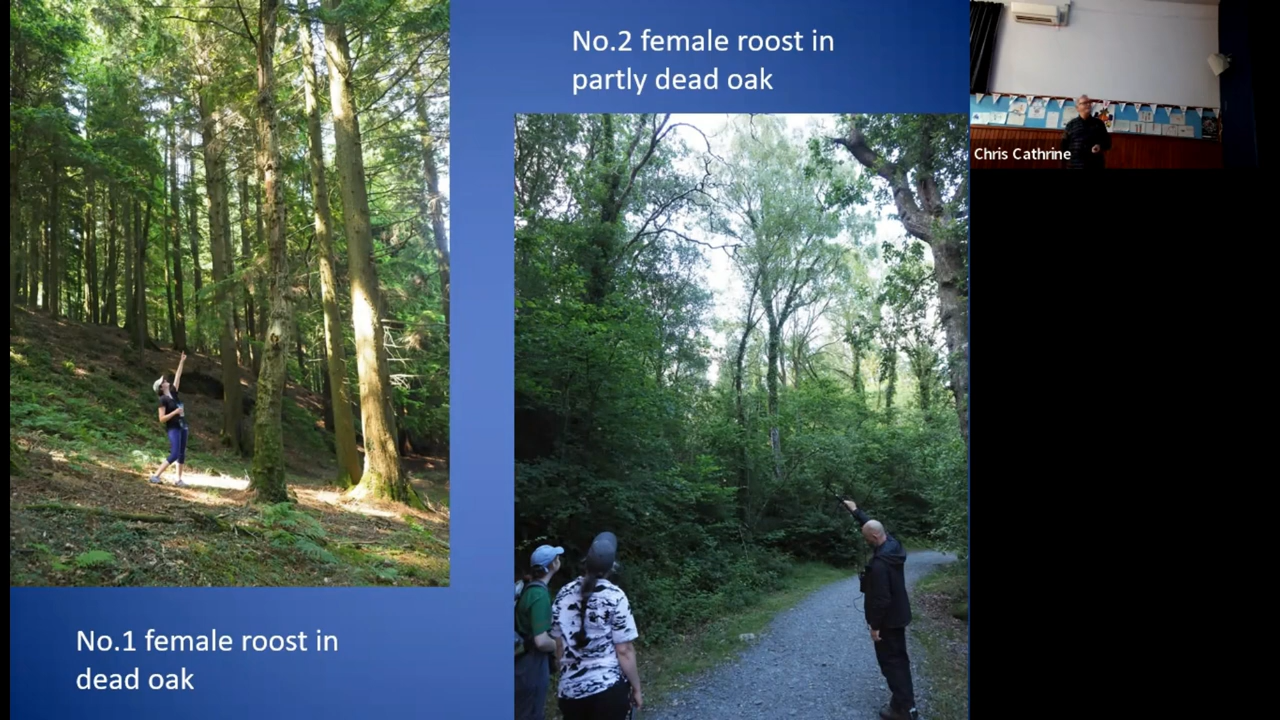 No.2 female roost in
partly dead oak
Chris Cathrine
No.1 female roost in
dead oak